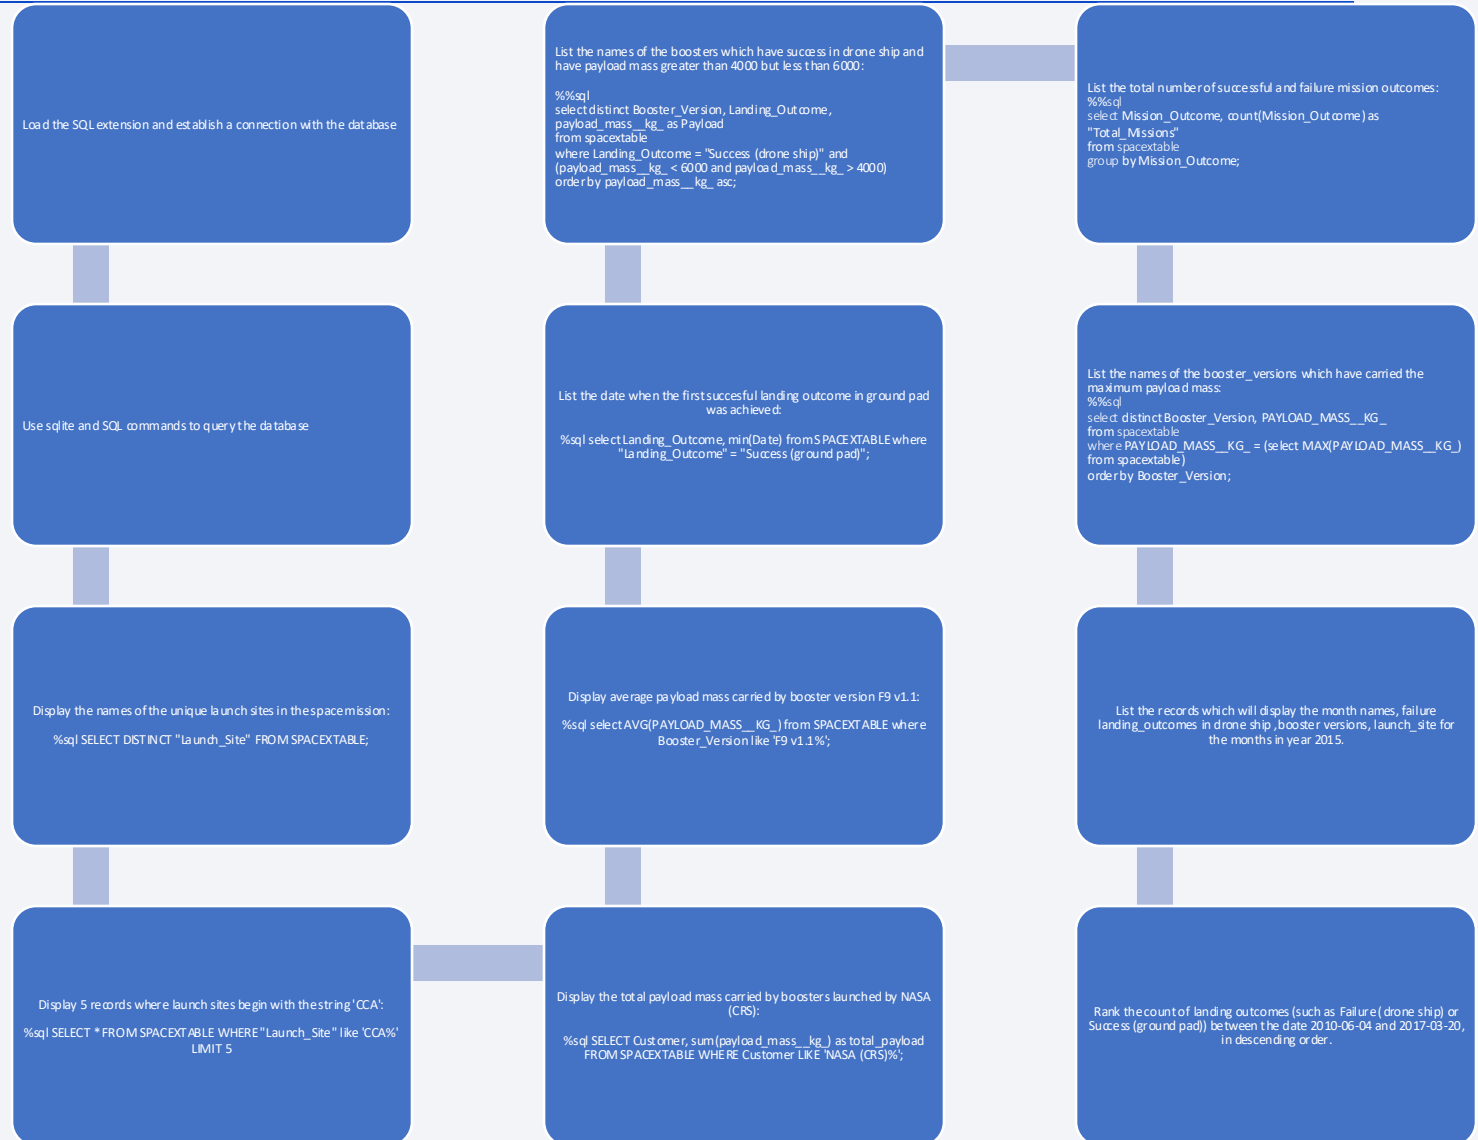 Load the SQL extension and establish a connection with the database
Use sqlite and SQL commands to query the database
Display the names of the unique launch sites in the space mission:
%sql SELECT DISTINCT "Launch_Site" FROM SPACEXTABLE;
Display 5 records where launch sites begin with the string 'CCA':
%sql SELECT * FROM SPACEXTABLE WHERE "Launch_Site" like 'CCA%'
LIMIT 5
Display the total payload mass carried by boosters launched by NASA
(CRS):
%sql SELECT Customer, sum(payload_mass__kg_) as total_payload
FROM SPACEXTABLE WHERE Customer LIKE 'NASA (CRS)%';
Display average payload mass carried by booster version F9 v1.1:
%sql select AVG(PAYLOAD_MASS__KG_) from SPACEXTABLE where
Booster_Version like 'F9 v1.1%';
List the date when the first succesful landing outcome in ground pad
was achieved:
%sql select Landing_Outcome, min(Date) from SPACEXTABLE where
"Landing_Outcome" = "Success (ground pad)";
List the names of the boosters which have success in drone ship and
have payload mass greater than 4000 but less than 6000:
%%sql
select distinct Booster_Version, Landing_Outcome,
payload_mass__kg_ as Payload
from spacextable
where Landing_Outcome = "Success (drone ship)" and
(payload_mass__kg_ < 6000 and payload_mass__kg_ > 4000)
order by payload_mass__kg_ asc;
List the total number of successful and failure mission outcomes:
%%sql
select Mission_Outcome, count(Mission_Outcome) as
"Total_Missions"
from spacextable
group by Mission_Outcome;
List the names of the booster_versions which have carried the
maximum payload mass:
%%sql
select distinct Booster_Version, PAYLOAD_MASS__KG_
from spacextable
where PAYLOAD_MASS__KG_ = (select MAX(PAYLOAD_MASS__KG_)
from spacextable)
order by Booster_Version;
List the records which will display the month names, failure
landing_outcomes in drone ship ,booster versions, launch_site for
the months in year 2015.
Rank the count of landing outcomes (such as Failure (drone ship) or
Success (ground pad)) between the date 2010-06-04 and 2017-03-20,
in descending order.